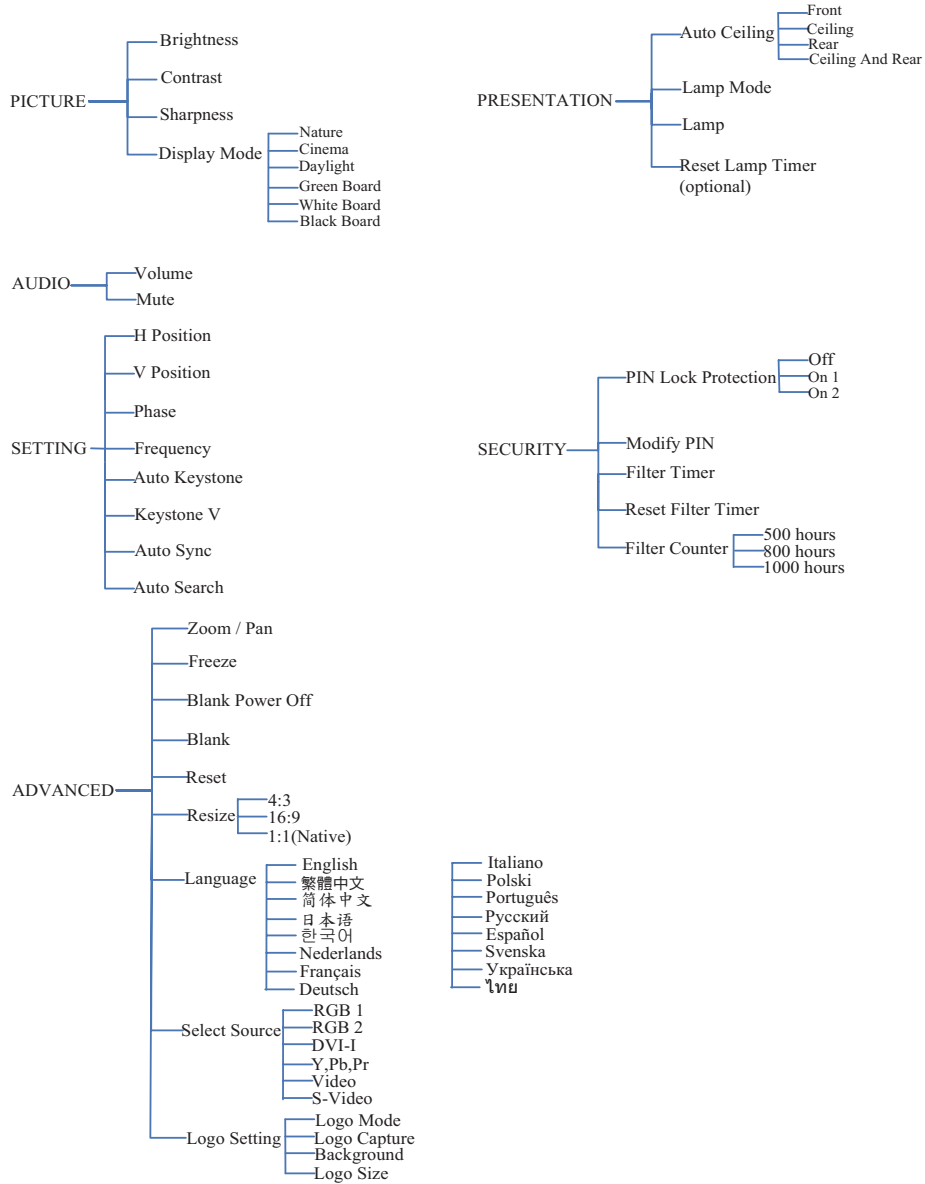 PICTURE
Brightness
Contrast
Sharpness
Display Mode
Nature
Cinema
Daylight
Green Board
White Board
Black Board
PRESENTATION
Auto Ceiling
Front
Ceiling
Rear
Ceiling And Rear
Lamp Mode
Lamp
Reset Lamp Timer
(optional)
AUDIO
Volume
Mute
SETTING
H Position
V Position
Phase
Frequency
Auto Keystone
Keystone V
Auto Sync
Auto Search
SECURITY
PIN Lock Protection
Off
On 1
On 2
Modify PIN
Filter Timer
Reset Filter Timer
Filter Counter
500 hours
800 hours
1000 hours
ADVANCED
Zoom / Pan
Freeze
Blank Power Off
Blank
Reset
Resize
4:3
16:9
1:1(Native)
Language
English
繁體中文
简体中文
日本语
한국어
Nederlands
Français
Deutsch
Italiano
Polski
Português
Русский
Español
Svenska
Українська
ไทย
Select Source
RGB 1
RGB 2
DVI-I
Y,Pb,Pr
Video
S-Video
Logo Setting
Logo Mode
Logo Capture
Background
Logo Size